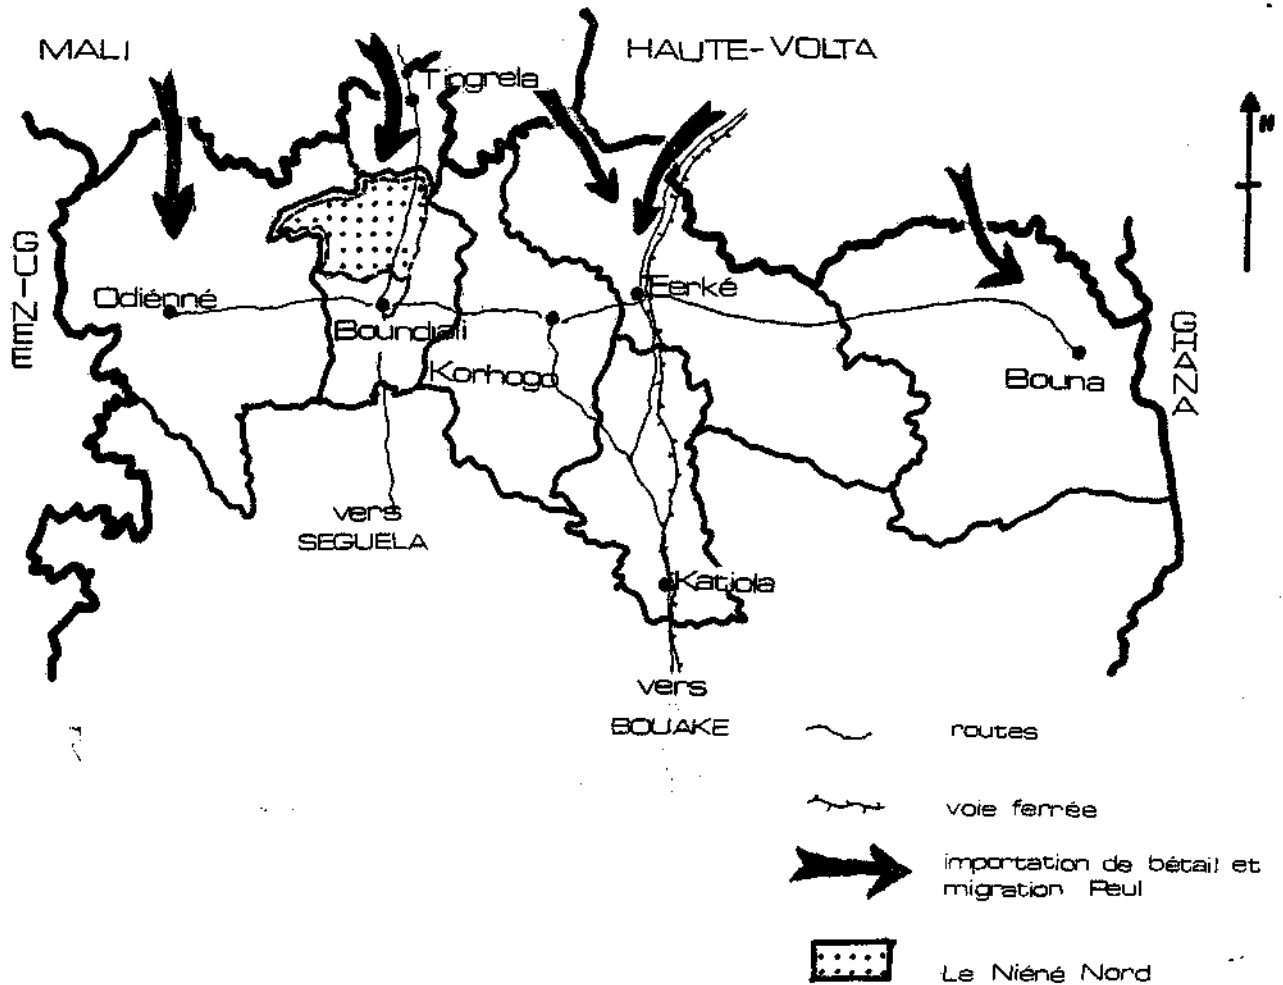 MALI
HAUTE-VOLTA
Tingrela
GUINEE
Odiénné
Boundiali
Ferké
Korhogo
Bouna
GHANA
vers
SEGUELA
Katiola
vers
BOUAKE
N
routes
voie ferrée
importation de bétail et
migration Peul
Le Niéné Nord